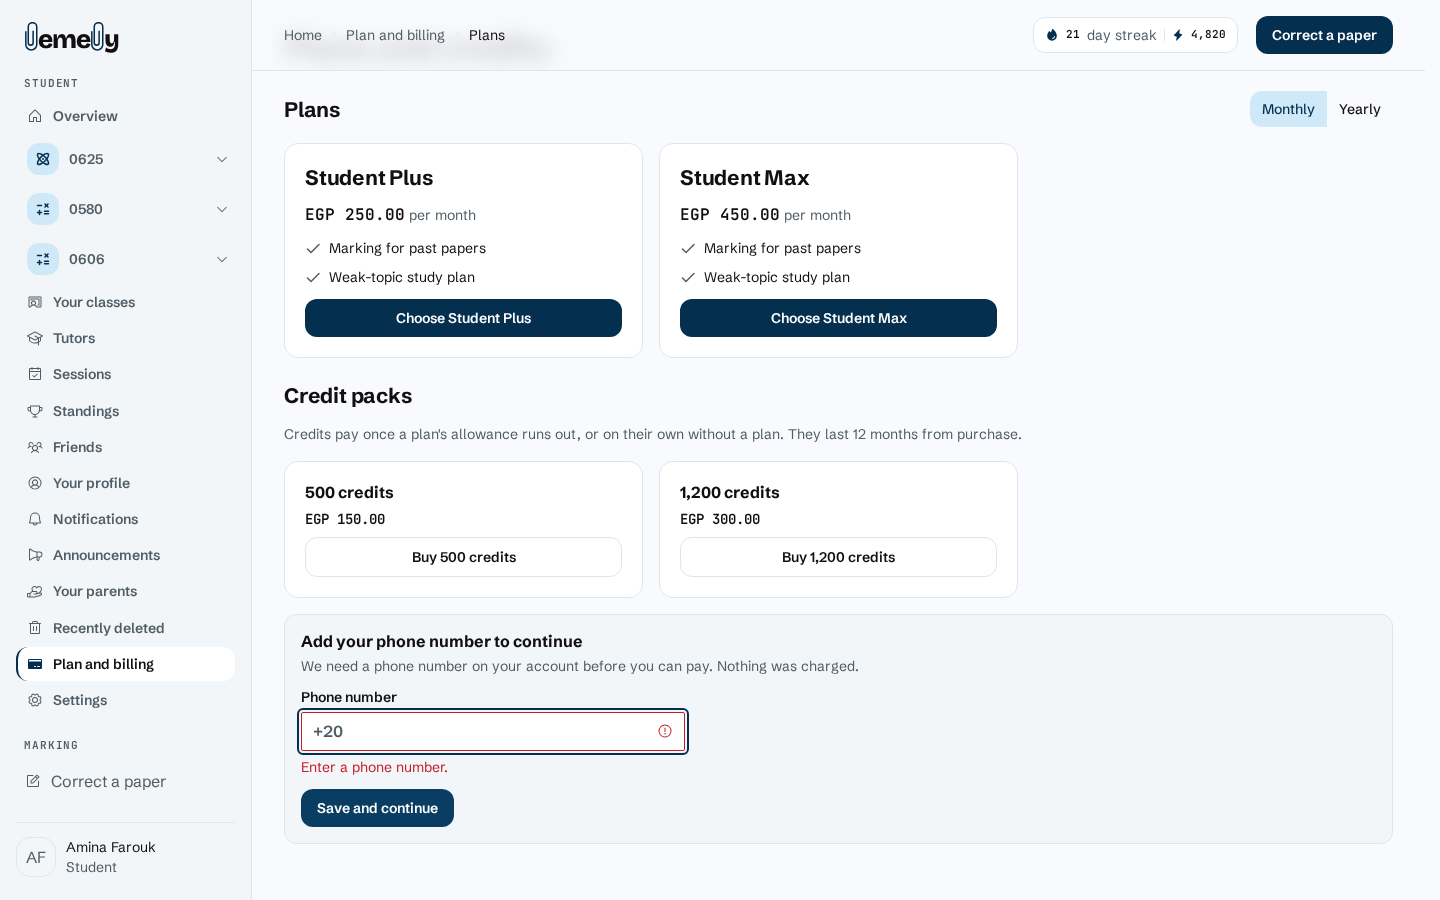 lemelly
STUDENT
Overview
0625
0580
0606
Your classes
Tutors
Sessions
Standings
Friends
Your profile
Notifications
Announcements
Your parents
Recently deleted
Plan and billing
Settings
MARKING
Correct a paper
AF
Amina Farouk
Student
Home Plan and billing Plans
21 day streak 4,820
Correct a paper
Plans
Monthly Yearly
Student Plus
EGP 250.00 per month
Marking for past papers
Weak-topic study plan
Choose Student Plus
Student Max
EGP 450.00 per month
Marking for past papers
Weak-topic study plan
Choose Student Max
Credit packs
Credits pay once a plan's allowance runs out, or on their own without a plan. They last 12 months from purchase.
500 credits
EGP 150.00
Buy 500 credits
1,200 credits
EGP 300.00
Buy 1,200 credits
Add your phone number to continue
We need a phone number on your account before you can pay. Nothing was charged.
Phone number
+20
Enter a phone number.
Save and continue